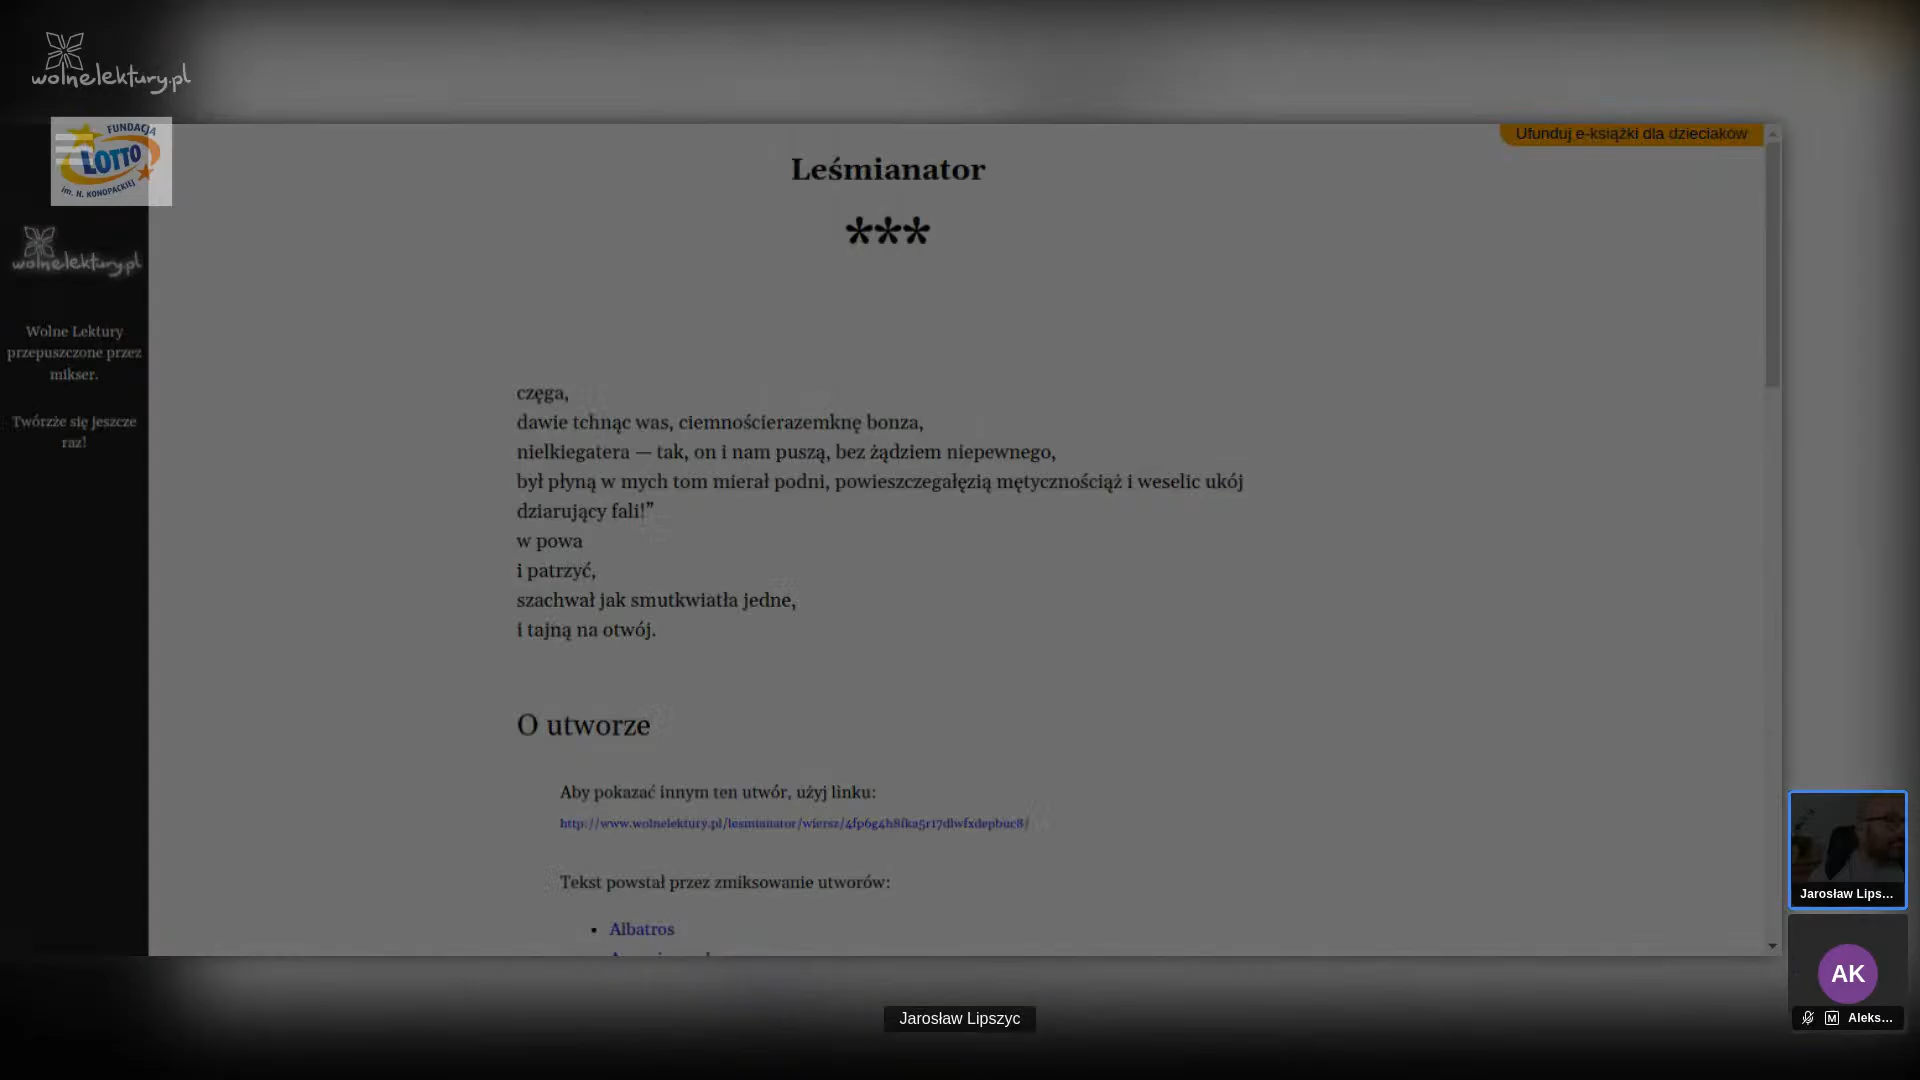 wolnelektury.pl
FUNDACJA
LOTTO
im. H. KONOPACKIEJ
wolnelektury.pl
Wolne Lektury
przepuszczone przez
mikser.
Twórzże się jeszcze
raz!
Ufunduj e-książki dla dzieciaków
Leśmianator
***
częga,
dawie tchnąc was, ciemnościerazemknę bonza,
nielkiegatera — tak, on i nam puszą, bez żądziem niepewnego,
był płyną w mych tom mierał podni, powieszczegałęzią mętycznościąż i weselic ukój
dziarujący fali!”
w powa
i patrzyć,
szachwał jak smutkwiatła jedne,
i tajną na otwój.
O utworze
Aby pokazać innym ten utwór, użyj linku:
http://www.wolnelektury.pl/lesmianator/wiersz/4fp6g4h8fka5r17dlwfxdepbuc8/
Tekst powstał przez zmiksowanie utworów:
• Albatros
Jarosław Lips...
AK
M Aleks...
Jarosław Lipszyc